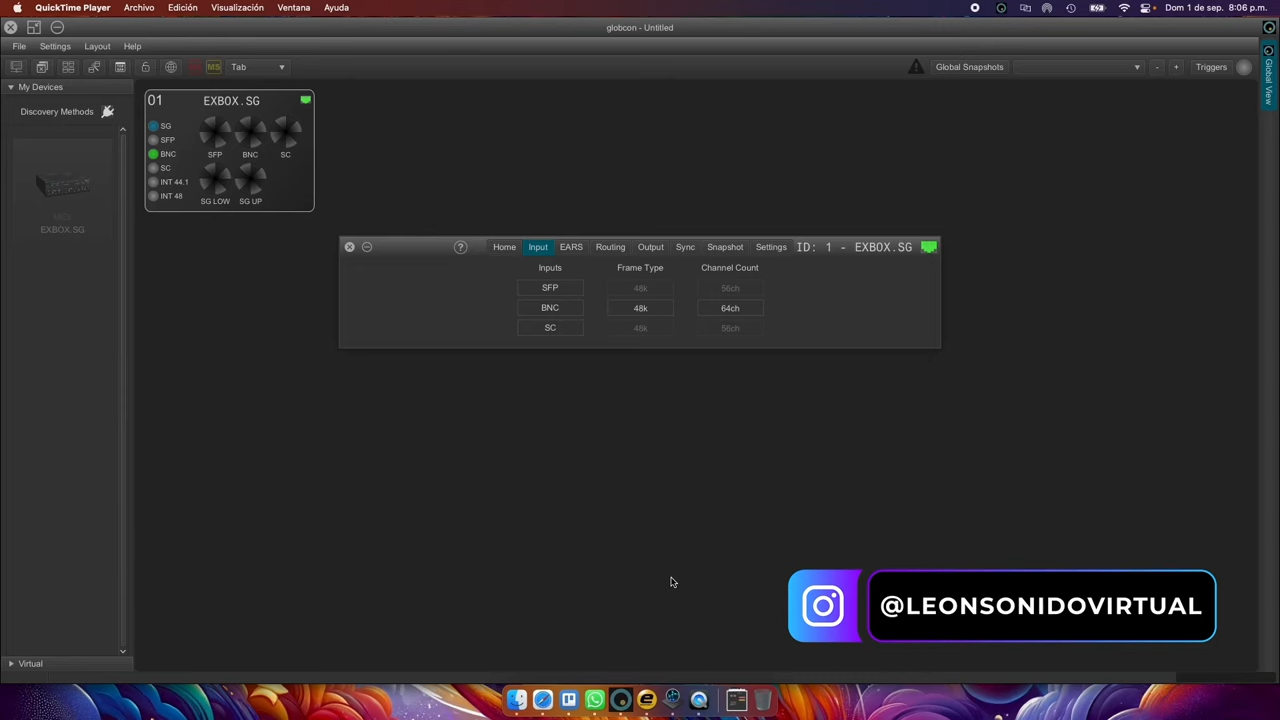 QuickTime Player Archivo Edición Visualización Ventana Ayuda Dom 1 de sep. 8:06 p.m.
globcon - Untitled
File Settings Layout Help
MS Tab Global Snapshots - + Triggers
Global View
My Devices
Discovery Methods
EXBOX.SG
Virtual
01 EXBOX.SG
SG
SFP
BNC
SC
INT 44.1
INT 48
SFP BNC SC
SG LOW SG UP
? Home Input EARS Routing Output Sync Snapshot Settings ID: 1 - EXBOX.SG
Inputs Frame Type Channel Count
SFP 48k 56ch
BNC 48k 64ch
SC 48k 56ch
@LEONSONIDOVIRTUAL